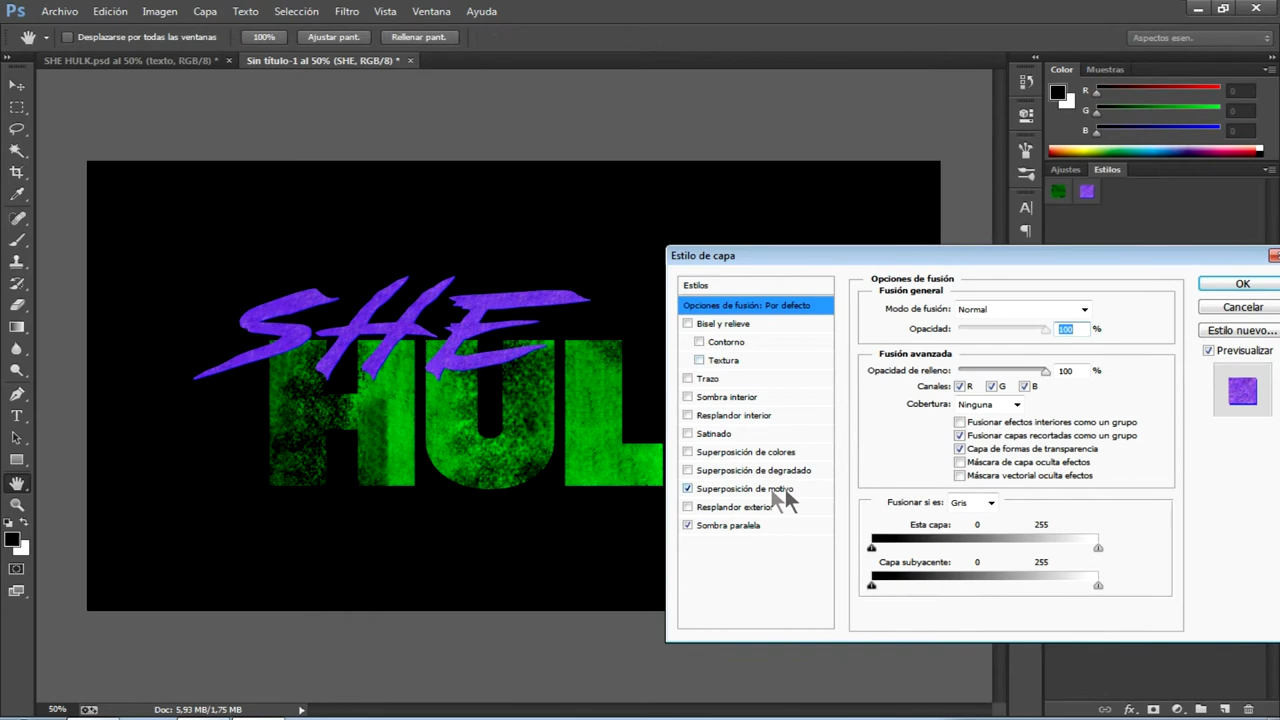 Ps Archivo Edición Imagen Capa Texto Selección Filtro Vista Ventana Ayuda
Desplazarse por todas las ventanas 100% Ajustar pant. Rellenar pant. Aspectos esen.
SHE HULK.psd al 50% (texto, RGB/8) * × Sin título-1 al 50% (SHE, RGB/8) * ×
Color Muestras
R 0
G 0
B 0
Ajustes Estilos
SHE
HUL
Estilo de capa
Estilos
Opciones de fusión: Por defecto
Bisel y relieve
Contorno
Textura
Trazo
Sombra interior
Resplandor interior
Satinado
Superposición de colores
Superposición de degradado
Superposición de motivo
Resplandor exterior
Sombra paralela
Opciones de fusión
Fusión general
Modo de fusión: Normal
Opacidad: 100 %
Fusión avanzada
Opacidad de relleno: 100 %
Canales: R G B
Cobertura: Ninguna
Fusionar efectos interiores como un grupo
Fusionar capas recortadas como un grupo
Capa de formas de transparencia
Máscara de capa oculta efectos
Máscara vectorial oculta efectos
Fusionar si es: Gris
Esta capa: 0 255
Capa subyacente: 0 255
OK
Cancelar
Estilo nuevo...
Previsualizar
50% Doc: 5,93 MB/1,75 MB